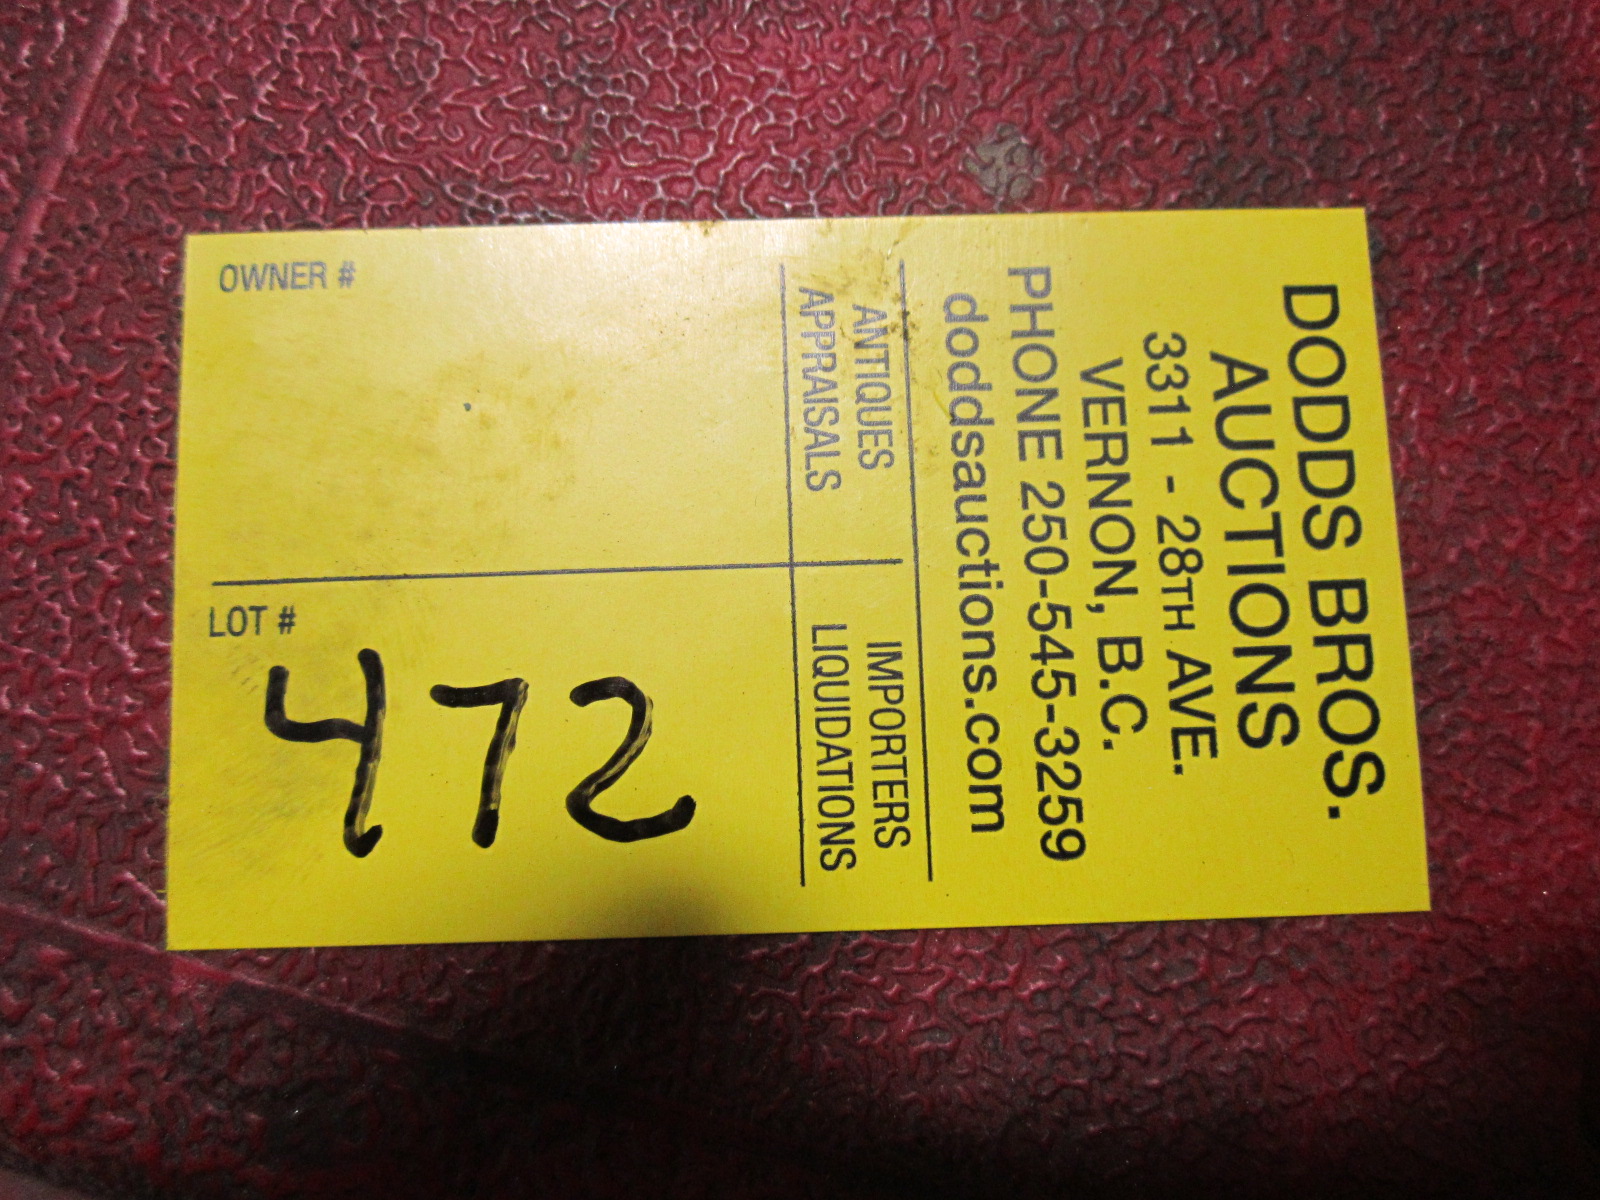 DODDS BROS.
AUCTIONS
3311 - 28TH AVE.
VERNON, B.C.
PHONE 250-545-3259
doddsauctions.com
ANTIQUES
APPRAISALS
IMPORTERS
LIQUIDATIONS
OWNER #
LOT #
472